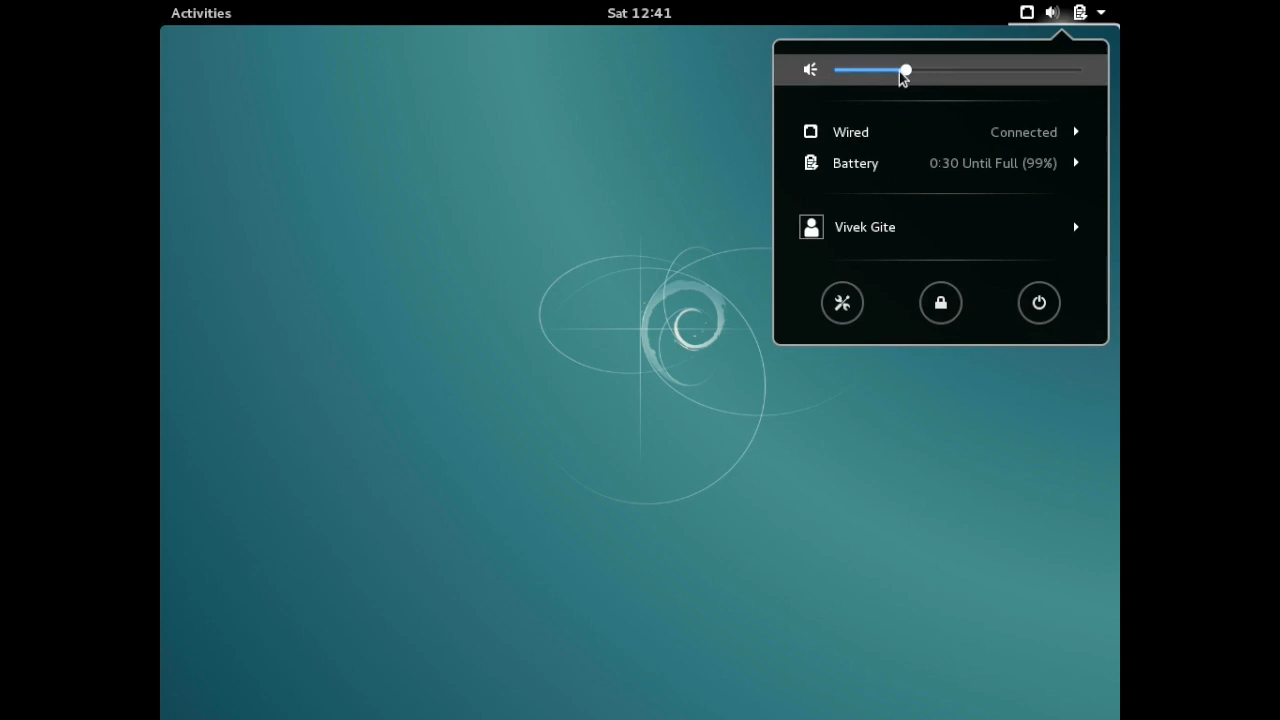 Activities
Sat 12:41
Wired Connected
Battery 0:30 Until Full (99%)
Vivek Gite